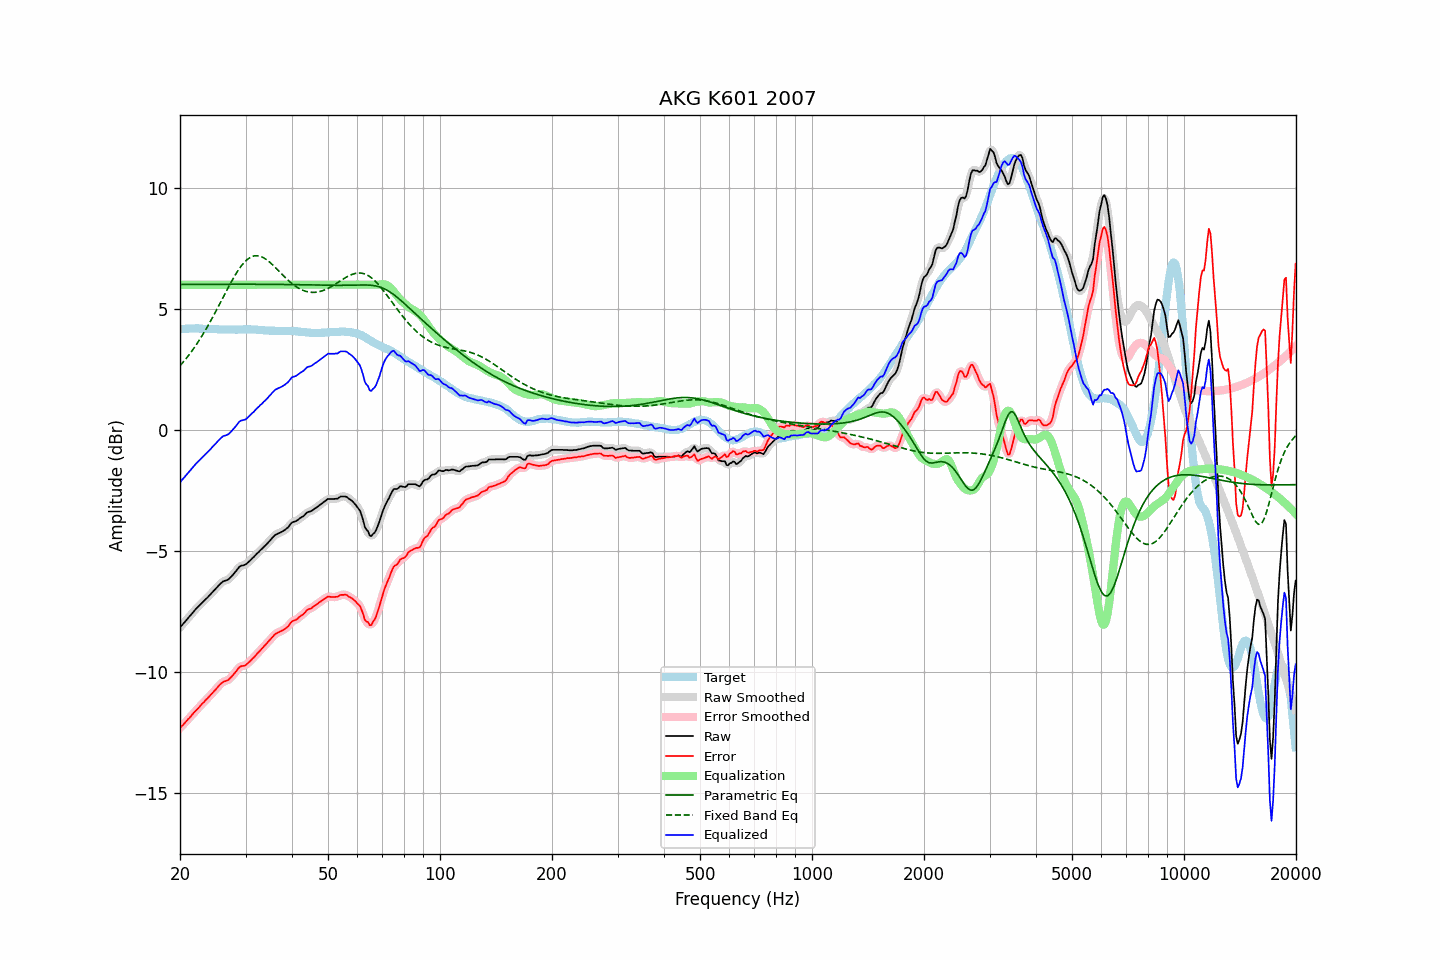 AKG K601 2007
Amplitude (dBr)
10
5
0
−5
−10
−15
Target
Raw Smoothed
Error Smoothed
Raw
Error
Equalization
Parametric Eq
Fixed Band Eq
Equalized
20 50 100 200 500 1000 2000 5000 10000 20000
Frequency (Hz)